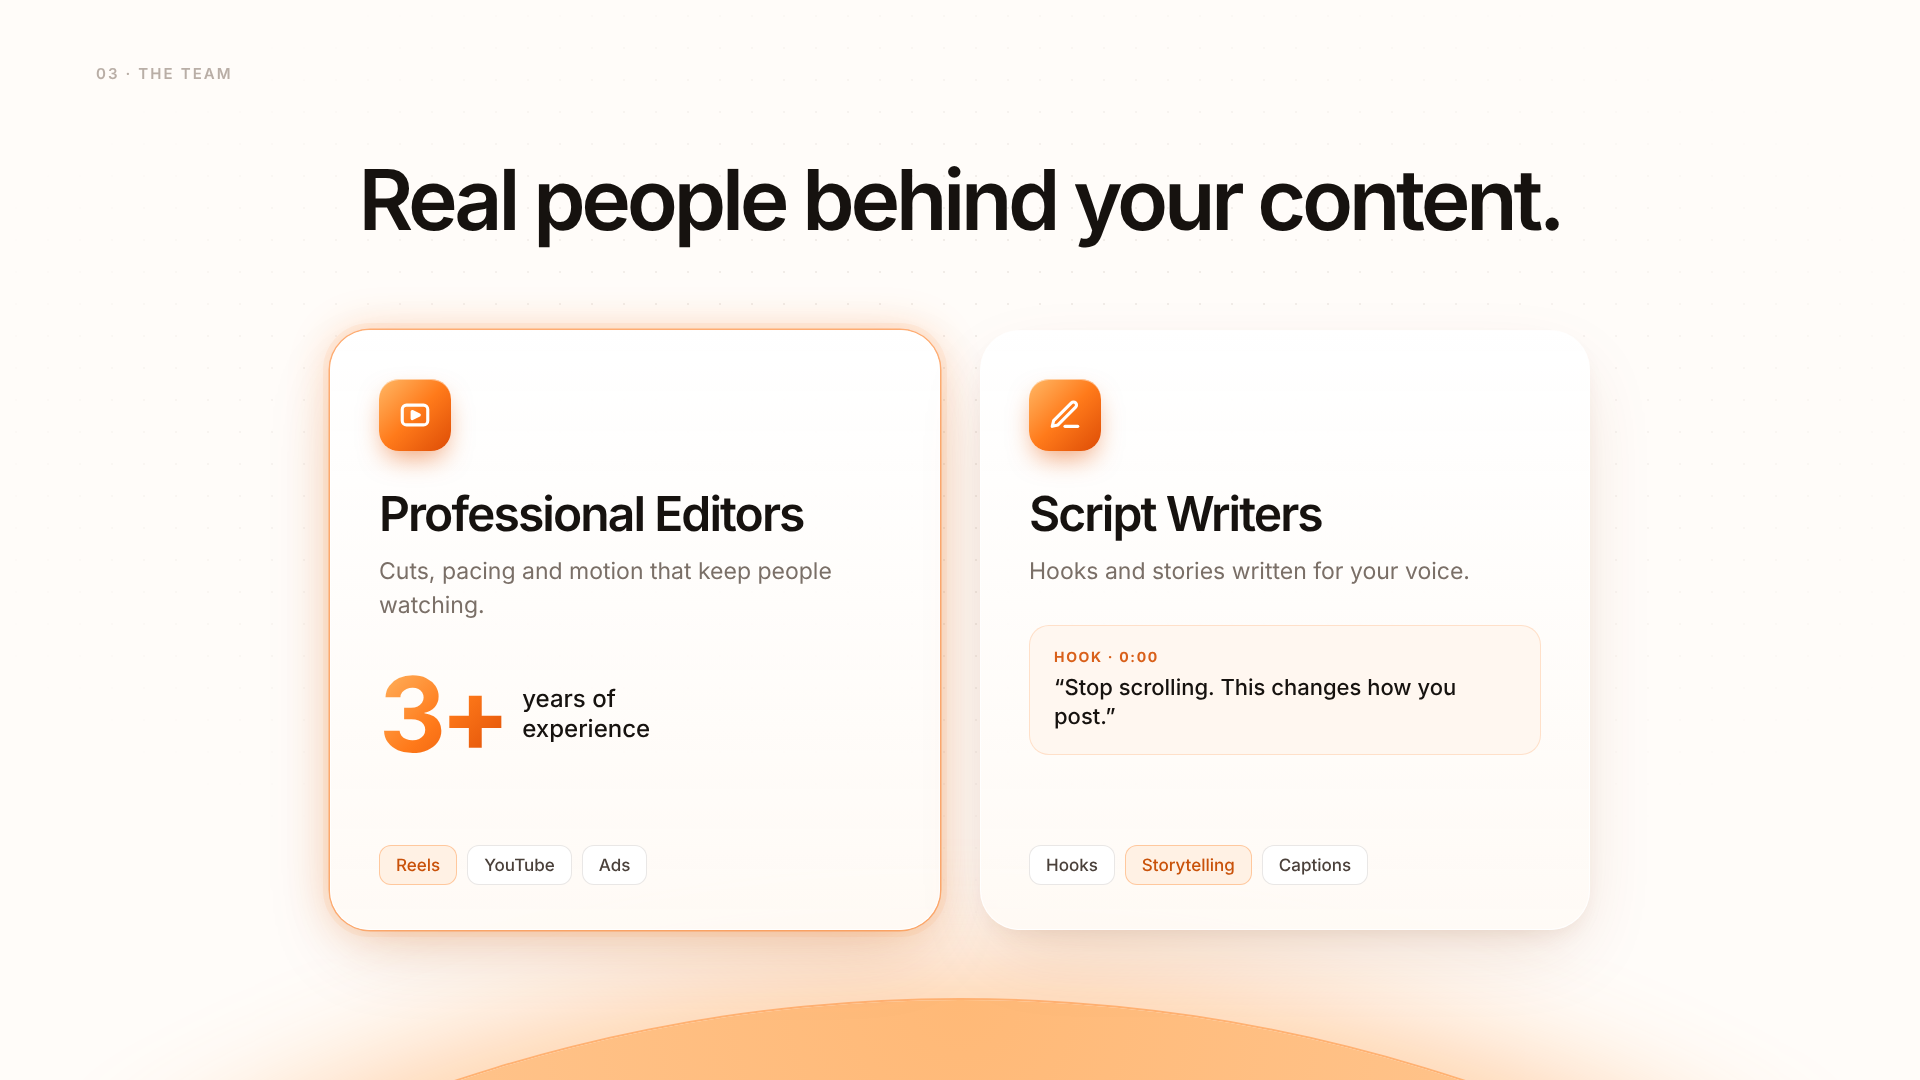 03 · THE TEAM
Real people behind your content.
Professional Editors
Cuts, pacing and motion that keep people
watching.
3+
years of
experience
Reels
YouTube
Ads
Script Writers
Hooks and stories written for your voice.
HOOK · 0:00
“Stop scrolling. This changes how you
post.”
Hooks
Storytelling
Captions